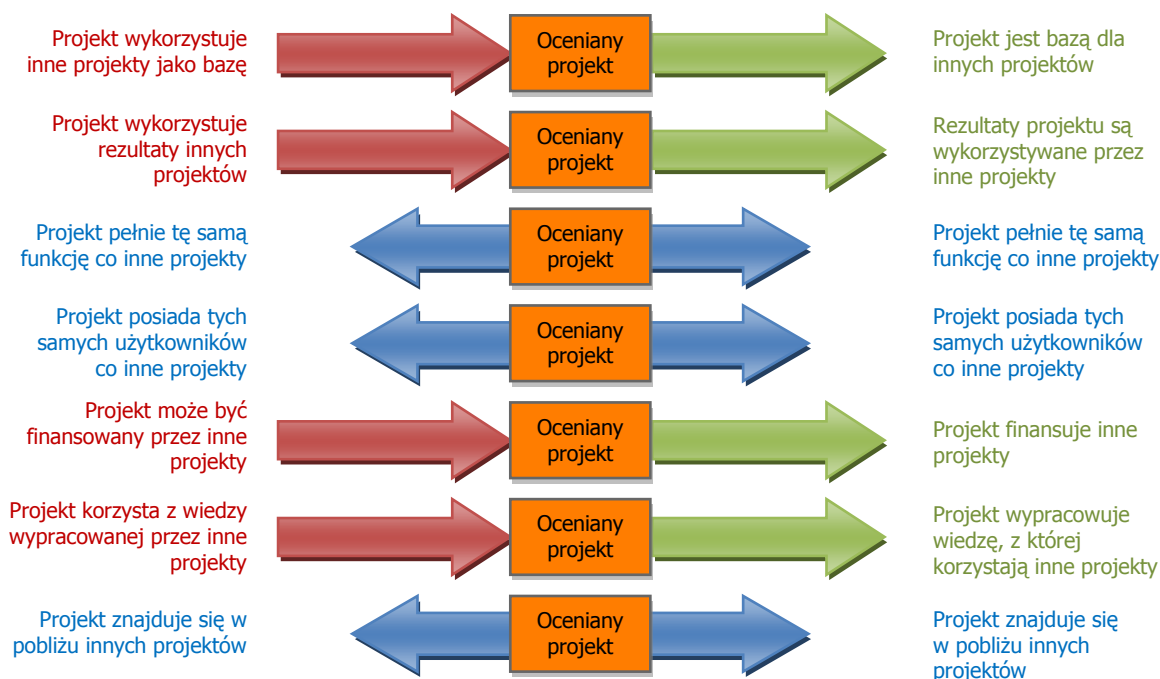 Projekt wykorzystuje
inne projekty jako bazę
Oceniany
projekt
Projekt jest bazą dla
innych projektów
Projekt wykorzystuje
rezultaty innych
projektów
Oceniany
projekt
Rezultaty projektu są
wykorzystywane przez
inne projekty
Projekt pełnie tę samą
funkcję co inne projekty
Oceniany
projekt
Projekt pełnie tę samą
funkcję co inne projekty
Projekt posiada tych
samych użytkowników
co inne projekty
Oceniany
projekt
Projekt posiada tych
samych użytkowników
co inne projekty
Projekt może być
finansowany przez inne
projekty
Oceniany
projekt
Projekt finansuje inne
projekty
Projekt korzysta z wiedzy
wypracowanej przez inne
projekty
Oceniany
projekt
Projekt wypracowuje
wiedzę, z której
korzystają inne projekty
Projekt znajduje się w
pobliżu innych projektów
Oceniany
projekt
Projekt znajduje się
w pobliżu innych
projektów